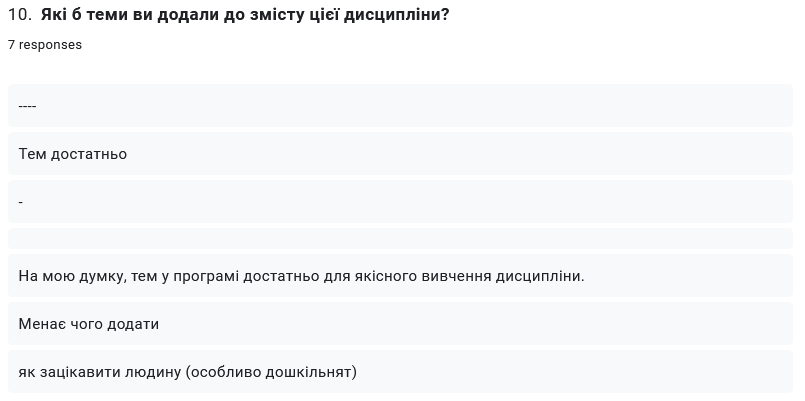 10. Які б теми ви додали до змісту цієї дисципліни?
7 responses
----
Тем достатньо
-
На мою думку, тем у програмі достатньо для якісного вивчення дисципліни.
Менає чого додати
як зацікавити людину (особливо дошкільнят)